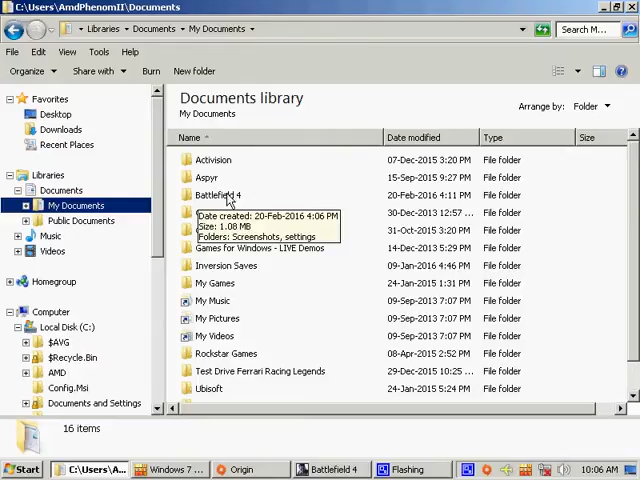 C:\Users\AmdPhenomII\Documents
Libraries Documents My Documents Search M...
File Edit View Tools Help
Organize Share with Burn New folder
Favorites
Desktop
Downloads
Recent Places
Libraries
Documents
My Documents
Public Documents
Music
Videos
Homegroup
Computer
Local Disk (C:)
$AVG
$Recycle.Bin
AMD
Config.Msi
Documents and Settings
Documents library
My Documents
Arrange by: Folder
Name Date modified Type Size
Activision 07-Dec-2015 3:20 PM File folder
Aspyr 15-Sep-2015 9:27 PM File folder
Battlefield 4 20-Feb-2016 4:11 PM File folder
30-Dec-2013 12:57 ... File folder
31-Oct-2015 2:03 PM File folder
Date created: 20-Feb-2016 4:06 PM
Size: 1.08 MB
Folders: Screenshots, settings
Games for Windows - LIVE Demos 14-Dec-2015 3:29 PM File folder
Inversion Saves 09-Jan-2016 4:46 PM File folder
My Games 24-Jan-2015 1:31 PM File folder
My Music 09-Sep-2013 7:07 PM File folder
My Pictures 09-Sep-2013 7:07 PM File folder
My Videos 09-Sep-2013 7:07 PM File folder
Rockstar Games 08-Apr-2015 2:52 PM File folder
Test Drive Ferrari Racing Legends 29-Dec-2015 10:25 ... File folder
Ubisoft 24-Jan-2015 5:24 PM File folder
16 items
Start C:\Users\A... Windows 7 ... Origin Battlefield 4 Flashing 10:06 AM